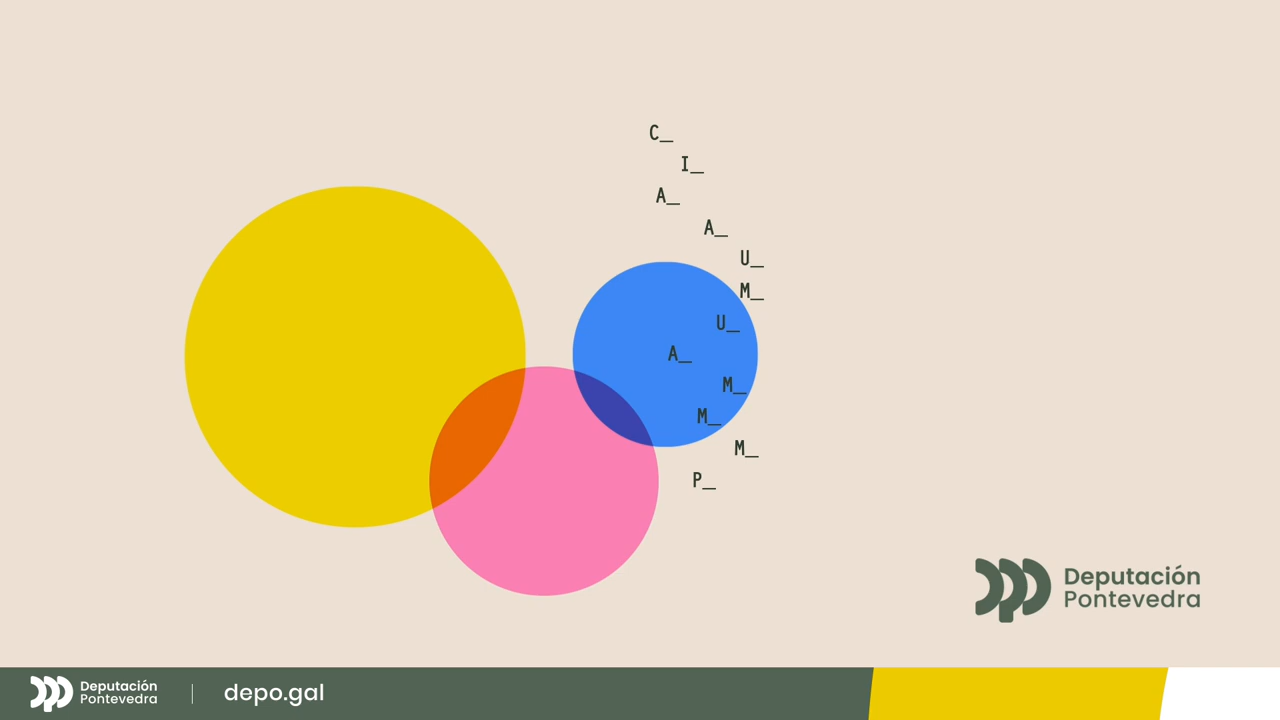 C_
I_
A_
A_
U_
M_
U_
A_
M_
M_
M_
P_
Deputación
Pontevedra
Deputación
Pontevedra
depo.gal